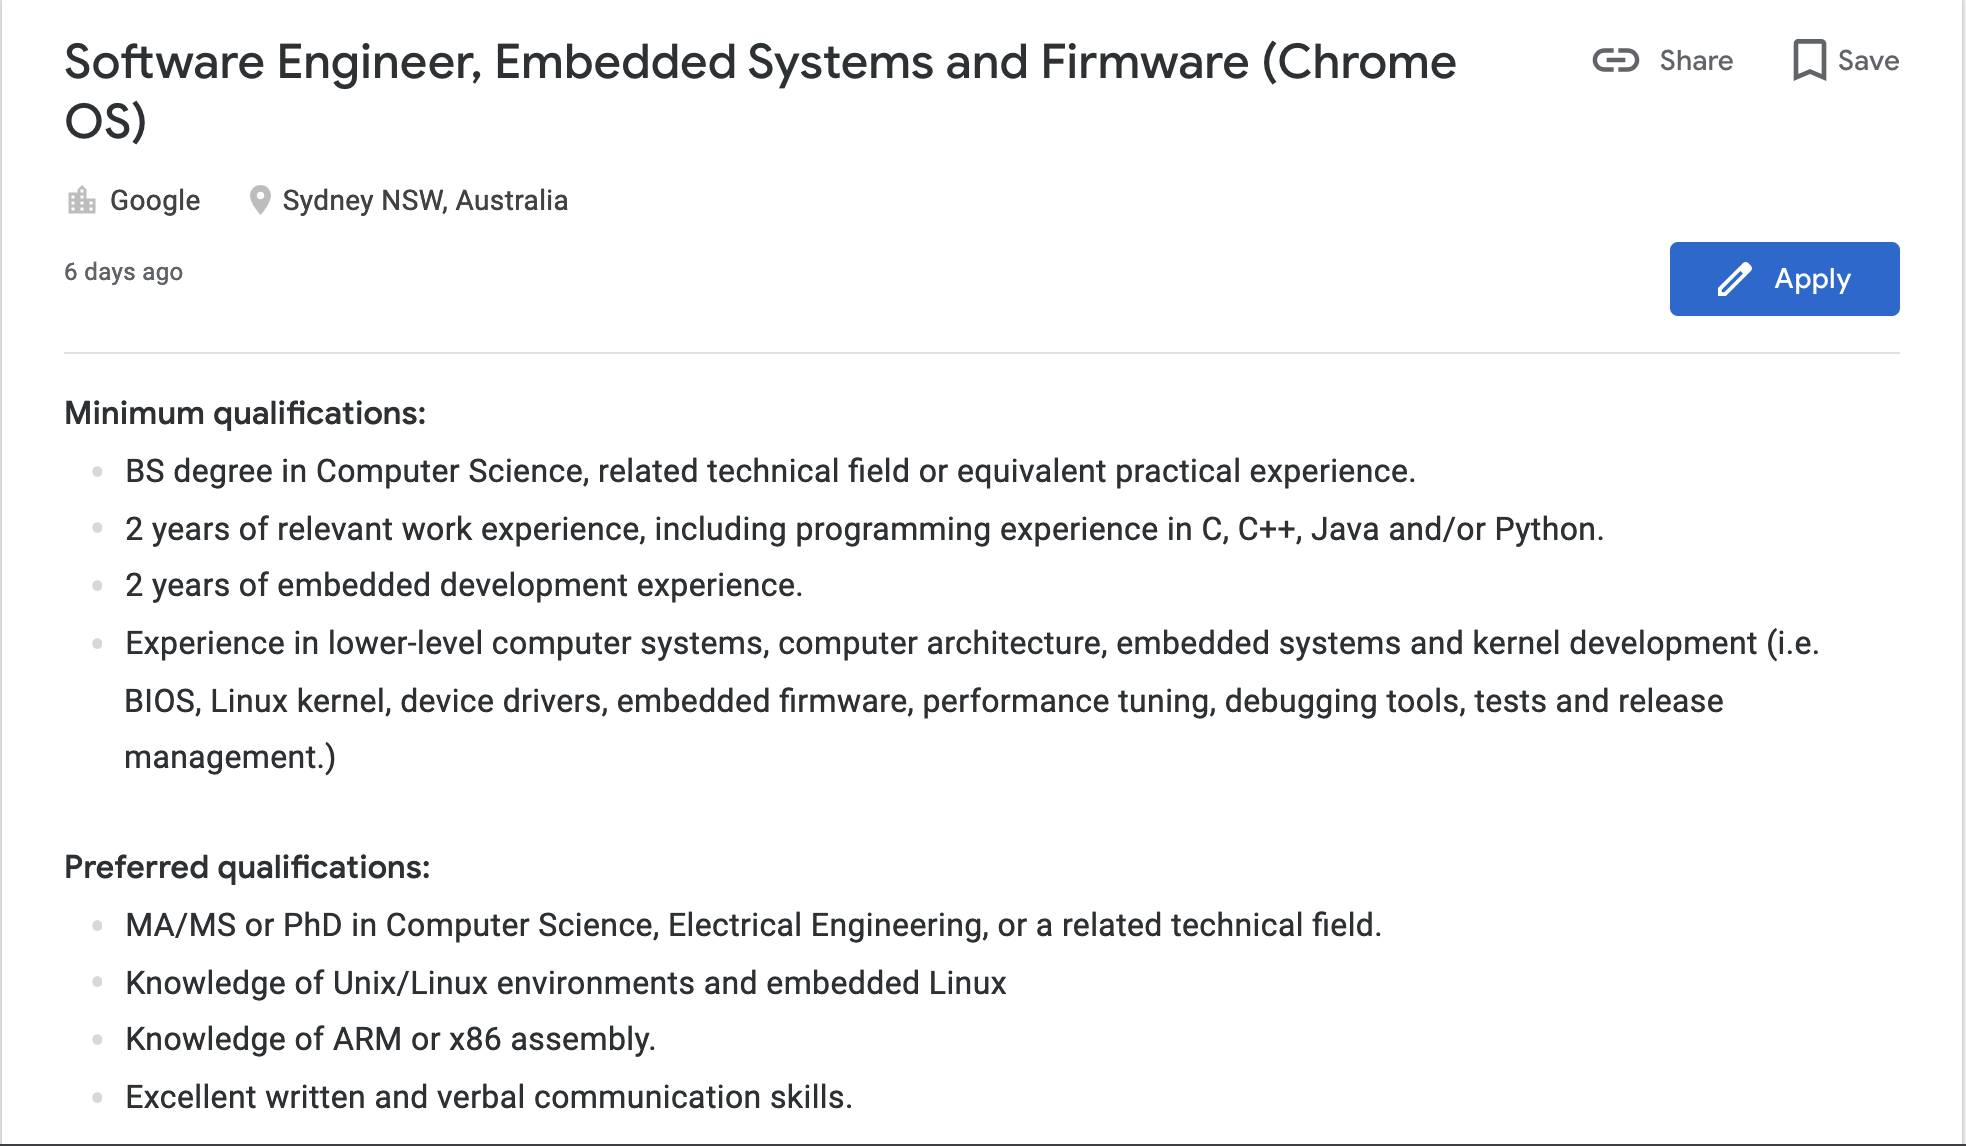 Software Engineer, Embedded Systems and Firmware (Chrome
OS)
Share
Save
Google
Sydney NSW, Australia
6 days ago
Apply
Minimum qualifications:
BS degree in Computer Science, related technical field or equivalent practical experience.
2 years of relevant work experience, including programming experience in C, C++, Java and/or Python.
2 years of embedded development experience.
Experience in lower-level computer systems, computer architecture, embedded systems and kernel development (i.e.
BIOS, Linux kernel, device drivers, embedded firmware, performance tuning, debugging tools, tests and release
management.)
Preferred qualifications:
MA/MS or PhD in Computer Science, Electrical Engineering, or a related technical field.
Knowledge of Unix/Linux environments and embedded Linux
Knowledge of ARM or x86 assembly.
Excellent written and verbal communication skills.